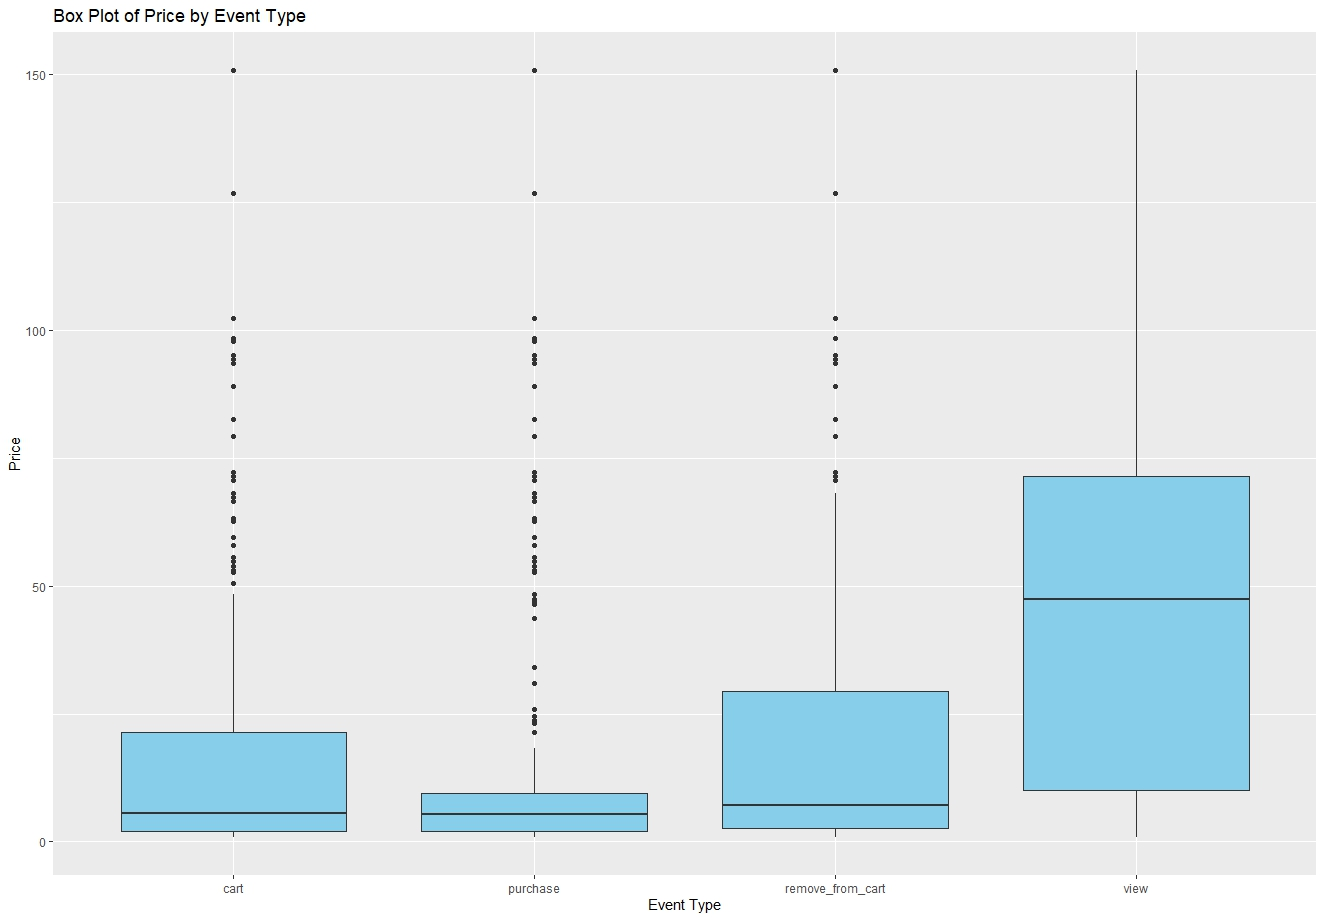 Box Plot of Price by Event Type
150
100
50
0
Price
cart purchase remove_from_cart view
Event Type